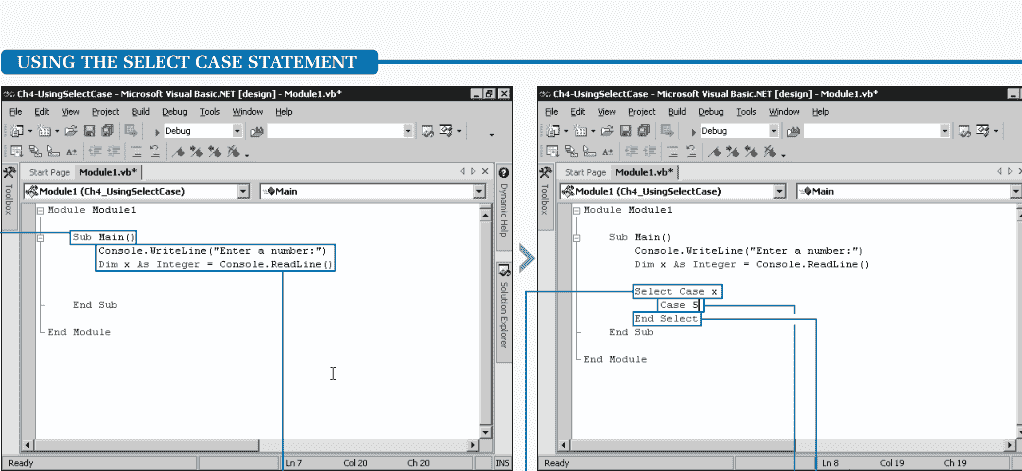 USING THE SELECT CASE STATEMENT
Ch4-UsingSelectCase - Microsoft Visual Basic.NET [design] - Module1.vb*
File Edit View Project Build Debug Tools Window Help
Debug
Start Page Module1.vb*
Module1 (Ch4_UsingSelectCase) Main
Toolbox
Module Module1
Sub Main()
Console.WriteLine("Enter a number:")
Dim x As Integer = Console.ReadLine()
End Sub
End Module
Dynamic Help
Solution Explorer
Ready Ln 7 Col 20 Ch 20 INS
Ch4-UsingSelectCase - Microsoft Visual Basic.NET [design] - Module1.vb*
File Edit View Project Build Debug Tools Window Help
Debug
Start Page Module1.vb*
Module1 (Ch4_UsingSelectCase) Main
Toolbox
Module Module1
Sub Main()
Console.WriteLine("Enter a number:")
Dim x As Integer = Console.ReadLine()
Select Case x
Case 5
End Select
End Sub
End Module
Ready Ln 8 Col 19 Ch 19